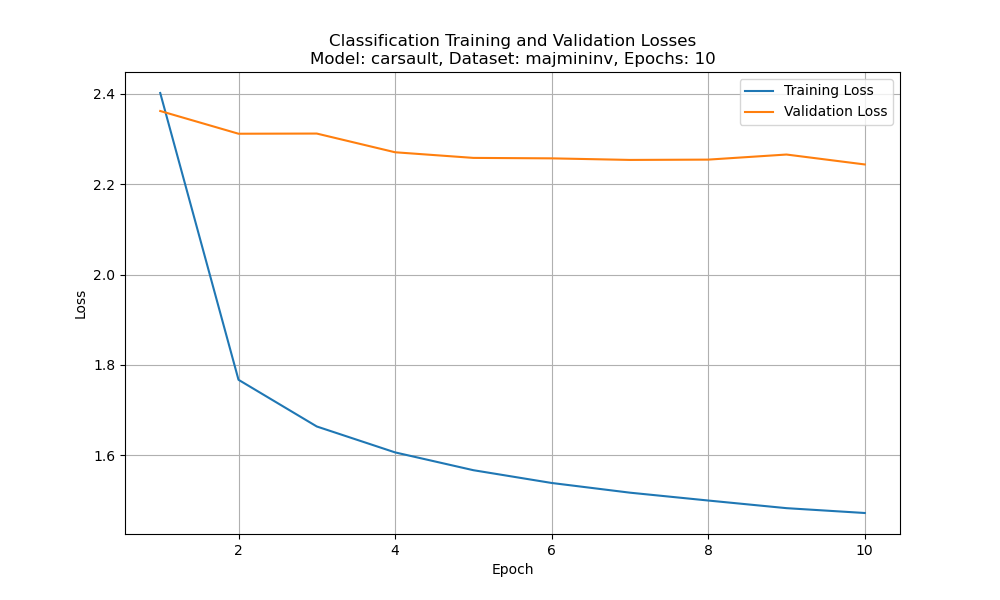 Classification Training and Validation Losses
Model: carsault, Dataset: majmininv, Epochs: 10
Training Loss
Validation Loss
2.4
2.2
2.0
1.8
1.6
Loss
2 4 6 8 10
Epoch